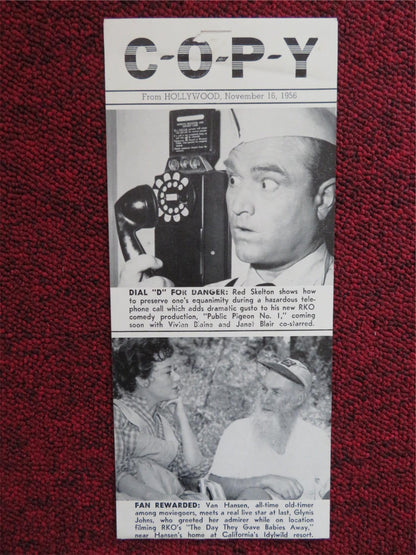 C-O-P-Y
From HOLLYWOOD; November 16, 1956
DIAL "D" FOR DANGER: Red Skelton shows how
to preserve one's equanimity during a hazardous tele-
phone call which adds dramatic gusto to his new RKO
comedy production, "Public Pigeon No. 1," coming
soon with Vivian Blaine and Janet Blair co-starred.
FAN REWARDED: Van Hansen, all-time old-timer
among moviegoers, meets a real live star at last, Glynis
Johns, who greeted her admirer while on location
filming RKO's "The Day They Gave Babies Away,"
near Hansen's home at California's Idylwild resort.